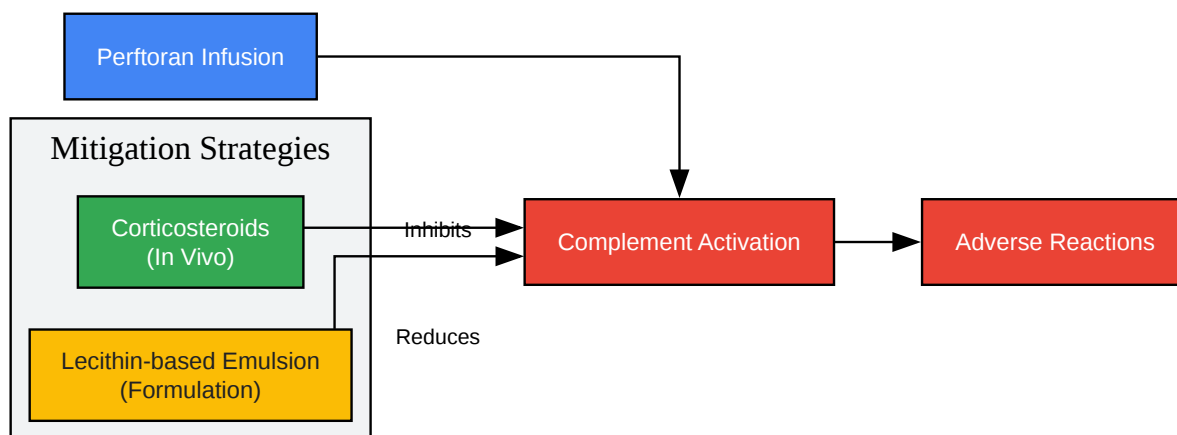 Perftoran Infusion
Mitigation Strategies
Corticosteroids
(In Vivo)
Inhibits
Complement Activation
Adverse Reactions
Reduces
Lecithin-based Emulsion
(Formulation)